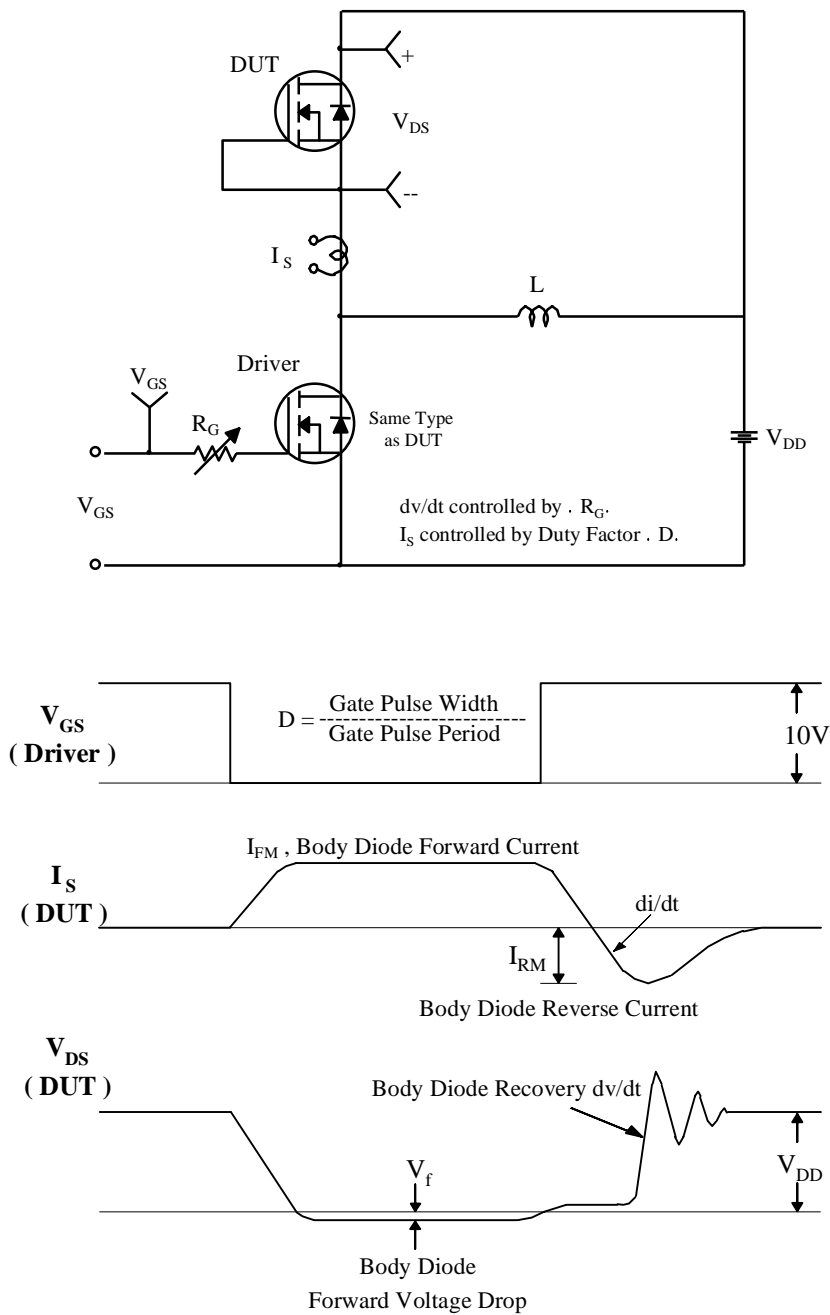 DUT
+
VDS
--
IS
L
Driver
VGS
RG
Same Type
as DUT
VDD
VGS
dv/dt controlled by . RG.
IS controlled by Duty Factor . D.
VGS
( Driver )
D = Gate Pulse Width
Gate Pulse Period
10V
IFM , Body Diode Forward Current
IS
( DUT )
di/dt
IRM
Body Diode Reverse Current
VDS
( DUT )
Body Diode Recovery dv/dt
Vf
VDD
Body Diode
Forward Voltage Drop